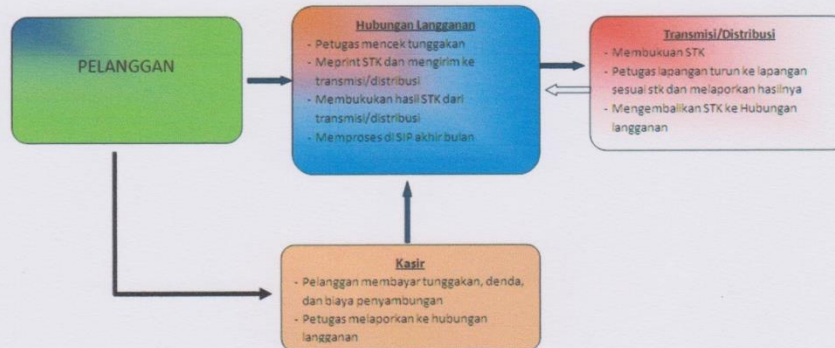 PELANGGAN
Hubungan Langganan
- Petugas mencek tunggakan
- Meprint STK dan mengirim ke
transmisi/distribusi
- Membukukan hasil STK dari
transmisi/distribusi
- Memproses di SIP akhir bulan
Transmisi/Distribusi
- Membukuan STK
- Petugas lapangan turun ke lapangan
sesuai stk dan melaporkan hasilnya
- Mengembalikan STK ke Hubungan
langganan
Kasir
- Pelanggan membayar tunggakan, denda,
dan biaya penyambungan
- Petugas melaporkan ke hubungan
langganan